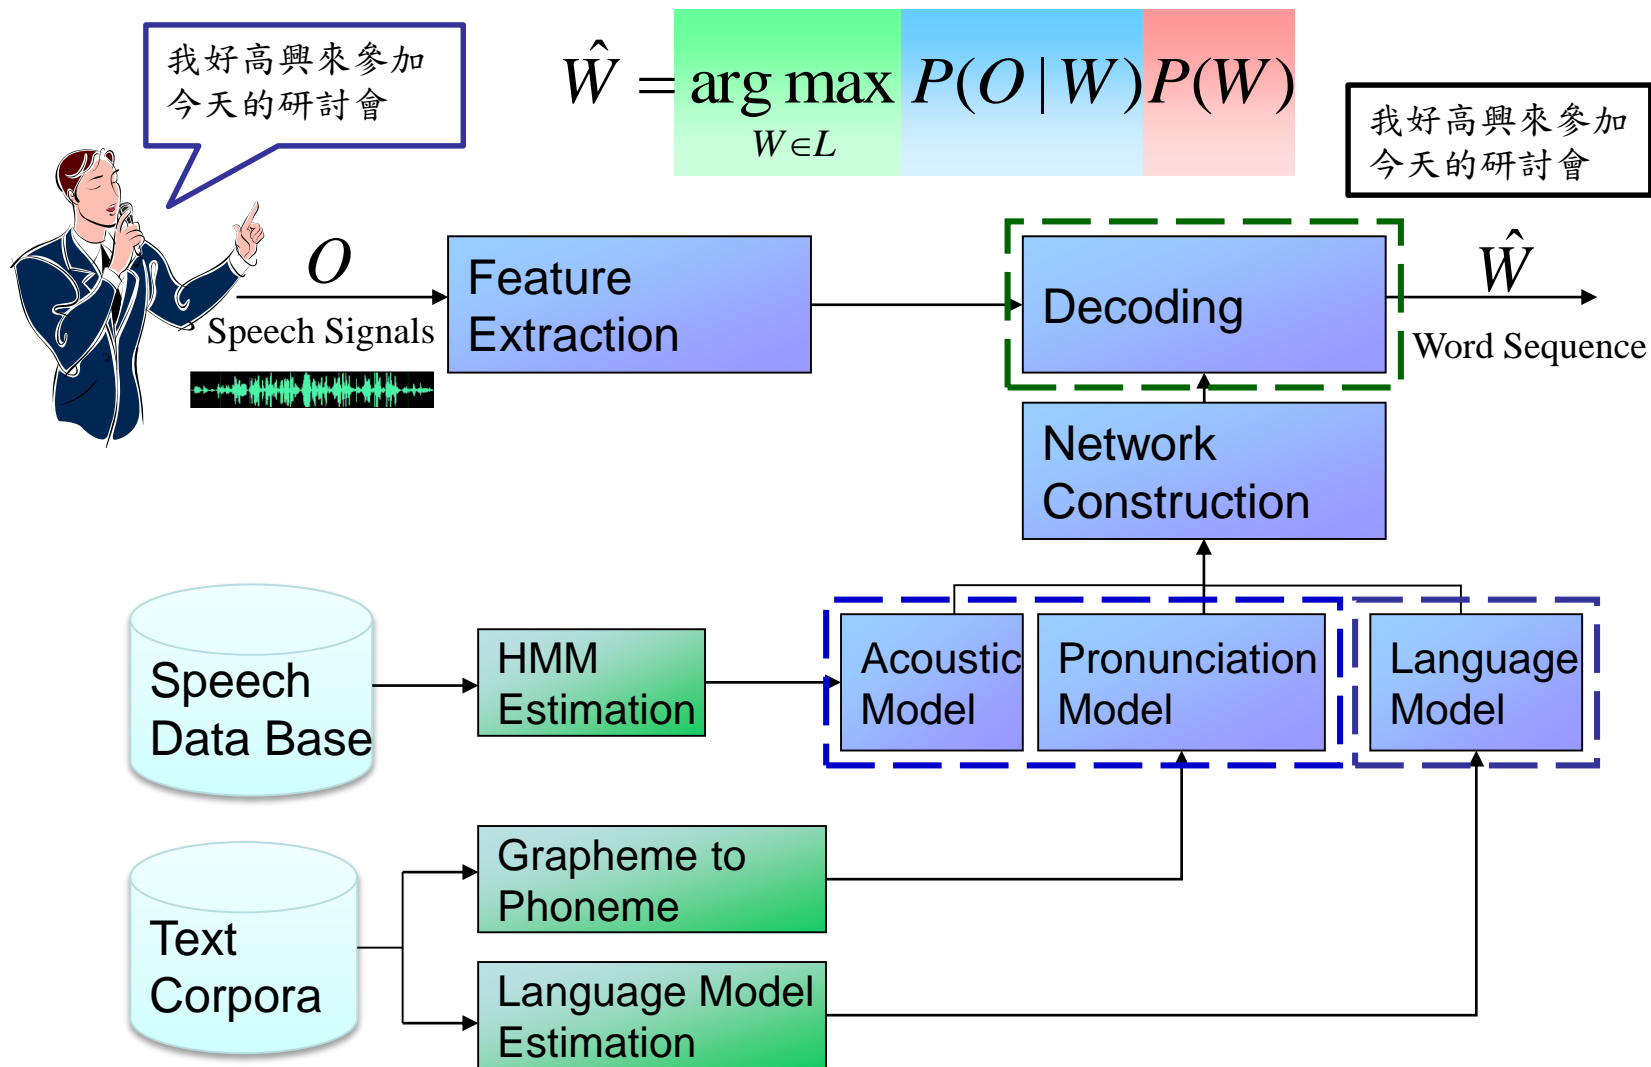 我好高興來參加
今天的研討會
Ŵ = arg max P(O|W)P(W)
W∈L
我好高興來參加
今天的研討會
O
Speech Signals
Feature
Extraction
Decoding
Ŵ
Word Sequence
Network
Construction
Speech
Data Base
HMM
Estimation
Acoustic
Model
Pronunciation
Model
Language
Model
Text
Corpora
Grapheme to
Phoneme
Language Model
Estimation